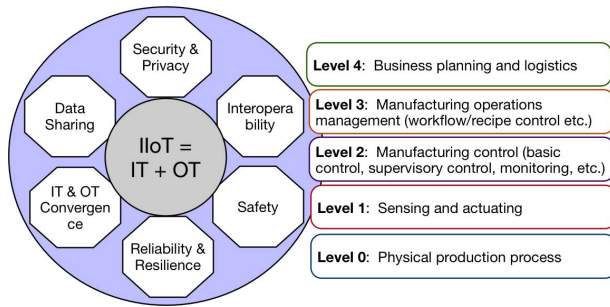 Security &
Privacy
Data
Sharing
Interopera
bility
IIoT =
IT + OT
IT & OT
Convergen
ce
Safety
Reliability &
Resilience
Level 4: Business planning and logistics
Level 3: Manufacturing operations
management (workflow/recipe control etc.)
Level 2: Manufacturing control (basic
control, supervisory control, monitoring, etc.)
Level 1: Sensing and actuating
Level 0: Physical production process